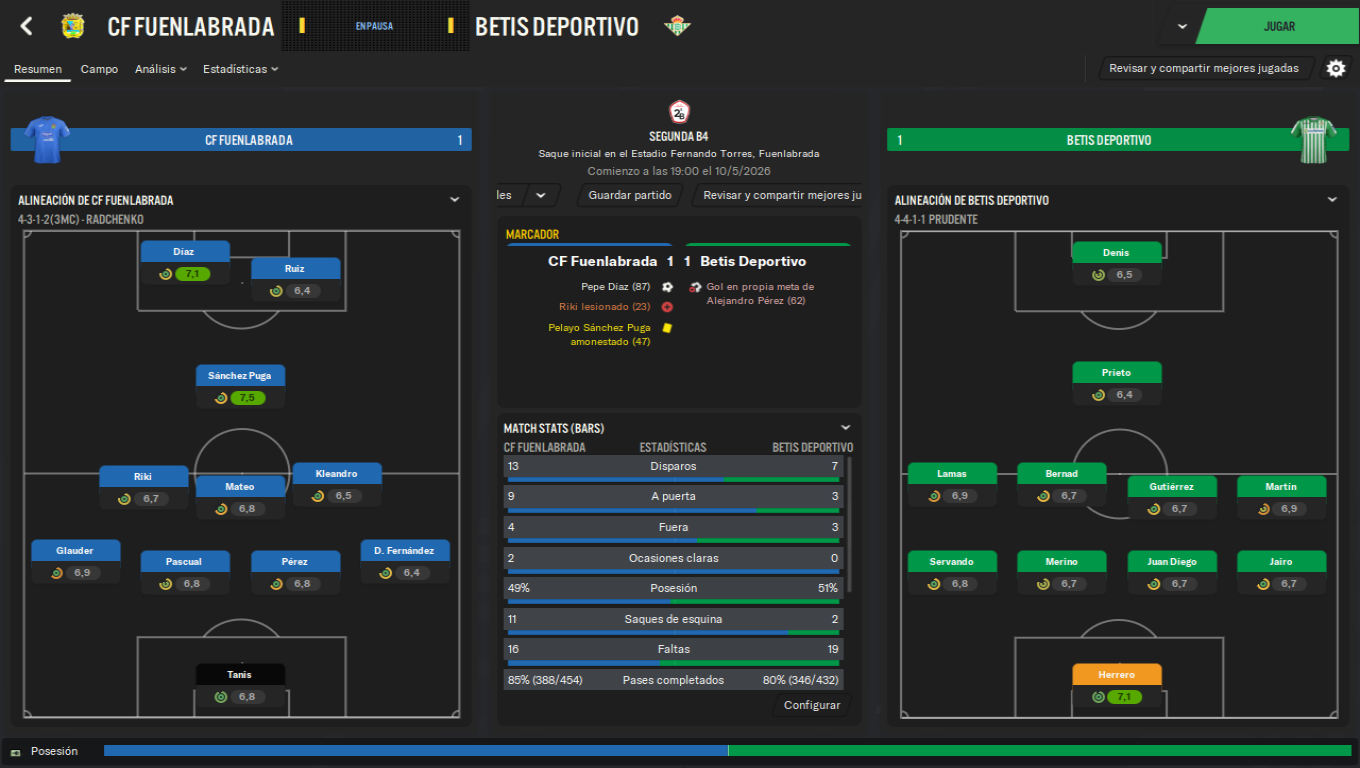 CF FUENLABRADA
EN PAUSA
BETIS DEPORTIVO
JUGAR
Resumen
Campo
Análisis
Estadísticas
Revisar y compartir mejores jugadas
CF FUENLABRADA
1
2B
SEGUNDA B4
Saque inicial en el Estadio Fernando Torres, Fuenlabrada
Comienzo a las 19:00 el 10/5/2026
1
BETIS DEPORTIVO
les
Guardar partido
Revisar y compartir mejores ju
ALINEACIÓN DE CF FUENLABRADA
4-3-1-2(3MC) - RADCHENKO
Díaz
7,1
Ruiz
6,4
Sánchez Puga
7,5
Riki
6,7
Mateo
6,8
Kleandro
6,5
Glauder
6,9
Pascual
6,8
Pérez
6,8
D. Fernández
6,4
Tanis
6,8
MARCADOR
CF Fuenlabrada 1 1 Betis Deportivo
Pepe Díaz (87)
Riki lesionado (23)
Pelayo Sánchez Puga
amonestado (47)
Gol en propia meta de
Alejandro Pérez (62)
MATCH STATS (BARS)
CF FUENLABRADA ESTADÍSTICAS BETIS DEPORTIVO
13 Disparos 7
9 A puerta 3
4 Fuera 3
2 Ocasiones claras 0
49% Posesión 51%
11 Saques de esquina 2
16 Faltas 19
85% (388/454) Pases completados 80% (346/432)
Configurar
ALINEACIÓN DE BETIS DEPORTIVO
4-4-1-1 PRUDENTE
Denis
6,5
Prieto
6,4
Lamas
6,9
Bernad
6,7
Gutiérrez
6,7
Martín
6,9
Servando
6,8
Merino
6,7
Juan Diego
6,7
Jairo
6,7
Herrero
7,1
Posesión